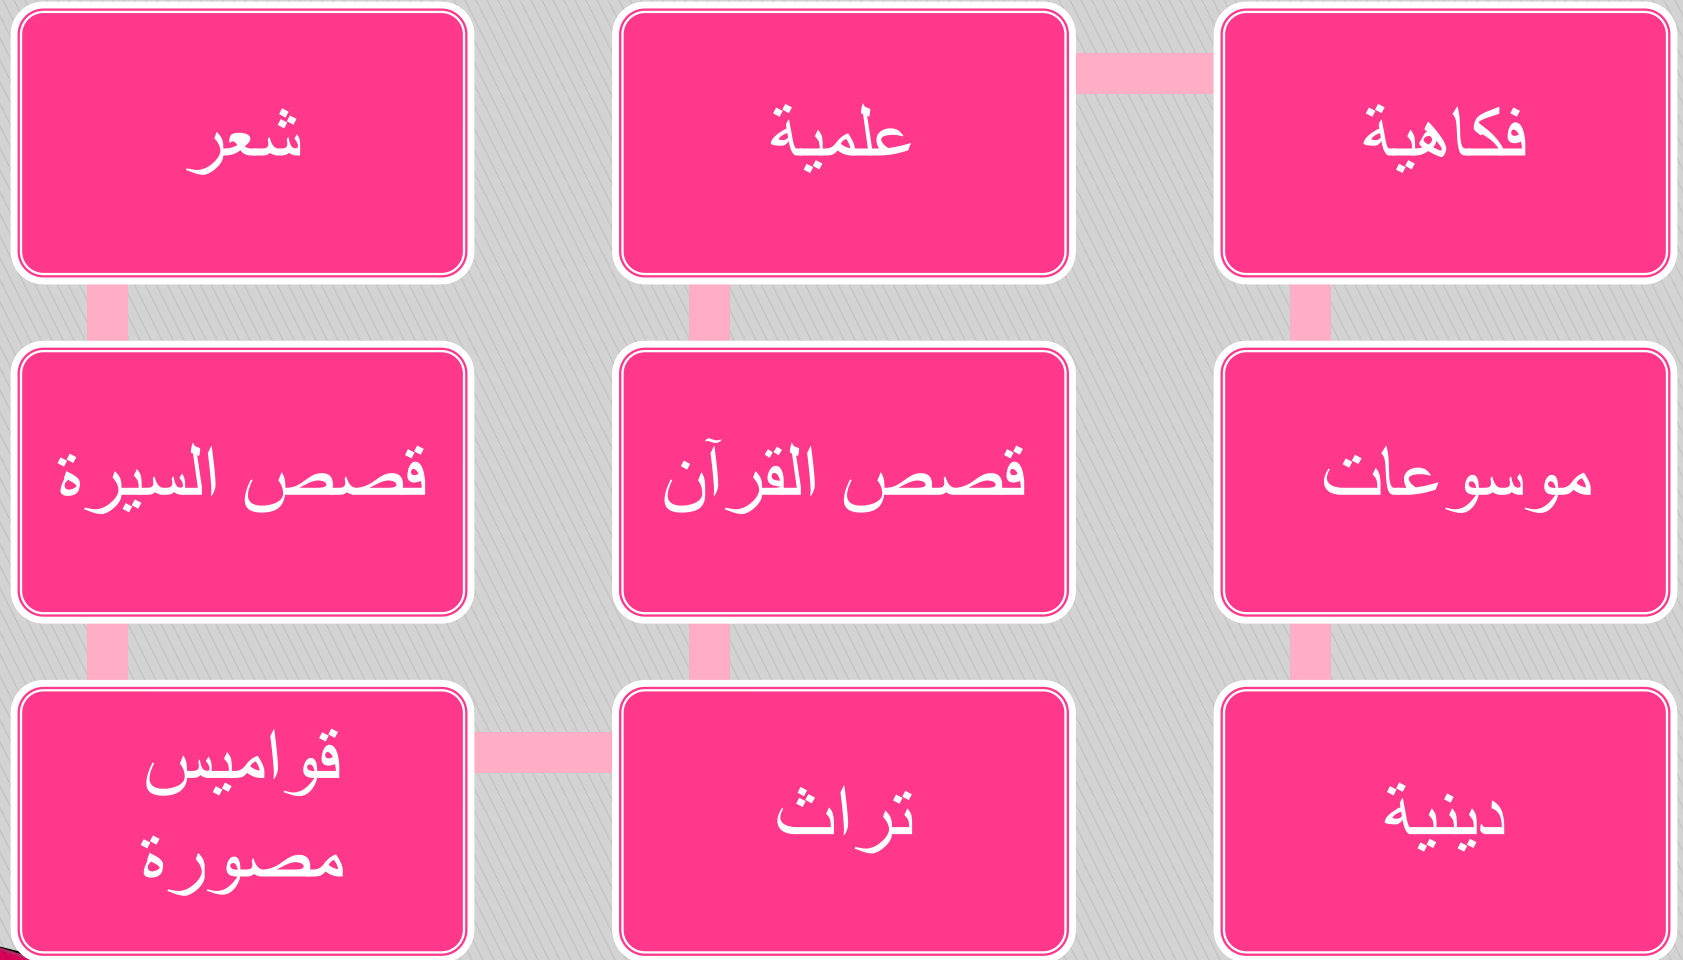 فكاهية
علمية
شعر
موسوعات
قصص القرآن
قصص السيرة
دينية
تراث
قواميس
مصورة